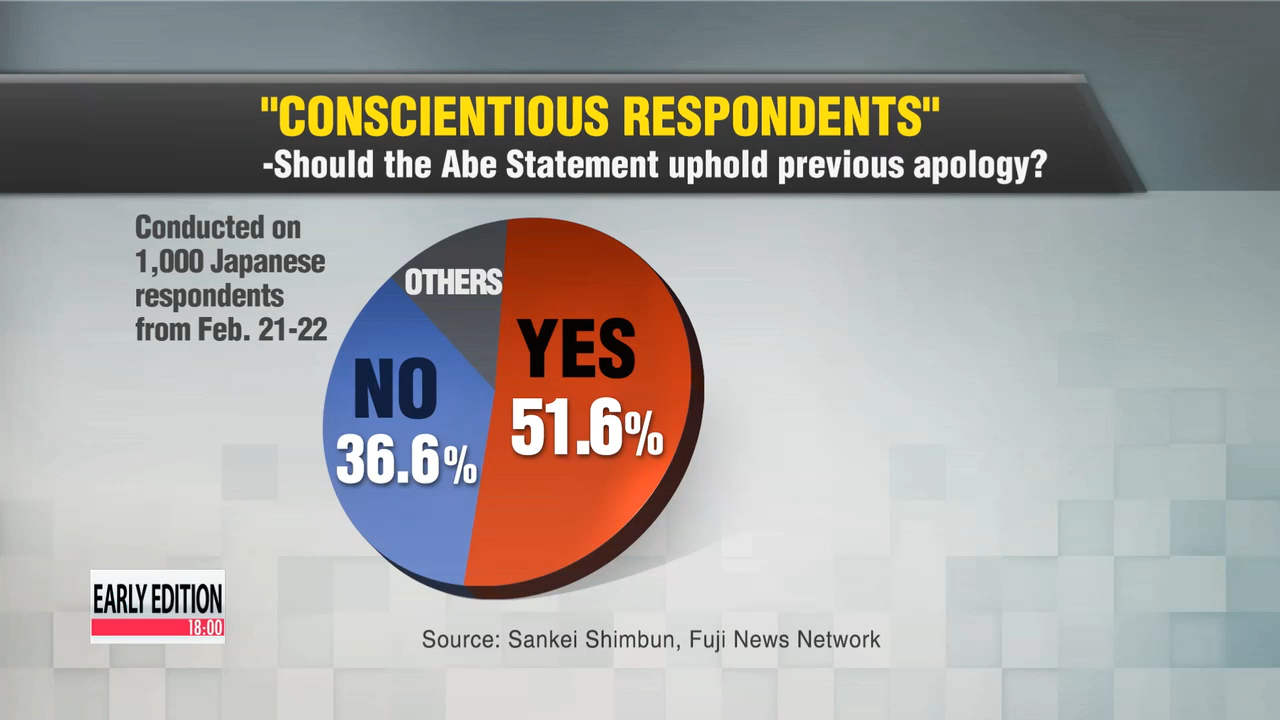 "CONSCIENTIOUS RESPONDENTS"
-Should the Abe Statement uphold previous apology?
Conducted on
1,000 Japanese
respondents
from Feb. 21-22
OTHERS
YES
51.6%
NO
36.6%
EARLY EDITION
18:00
Source: Sankei Shimbun, Fuji News Network